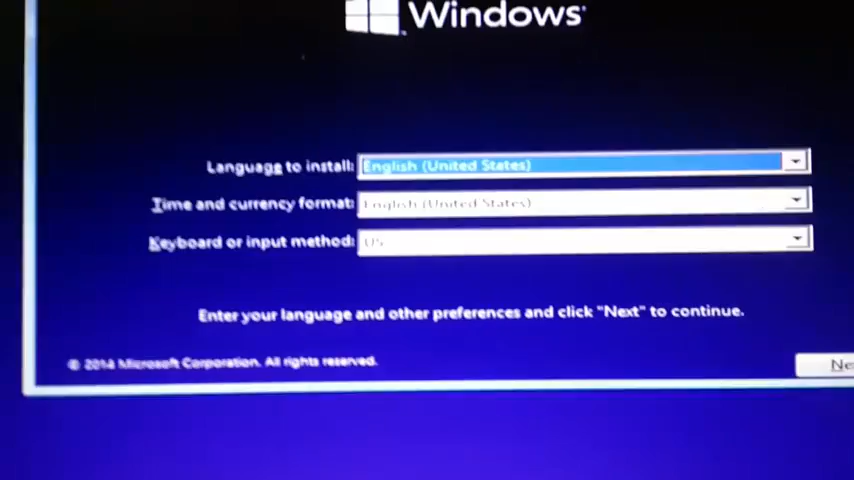 Windows
Language to install: English (United States)
Time and currency format: English (United States)
Keyboard or input method: US
Enter your language and other preferences and click "Next" to continue.
© 2014 Microsoft Corporation. All rights reserved.